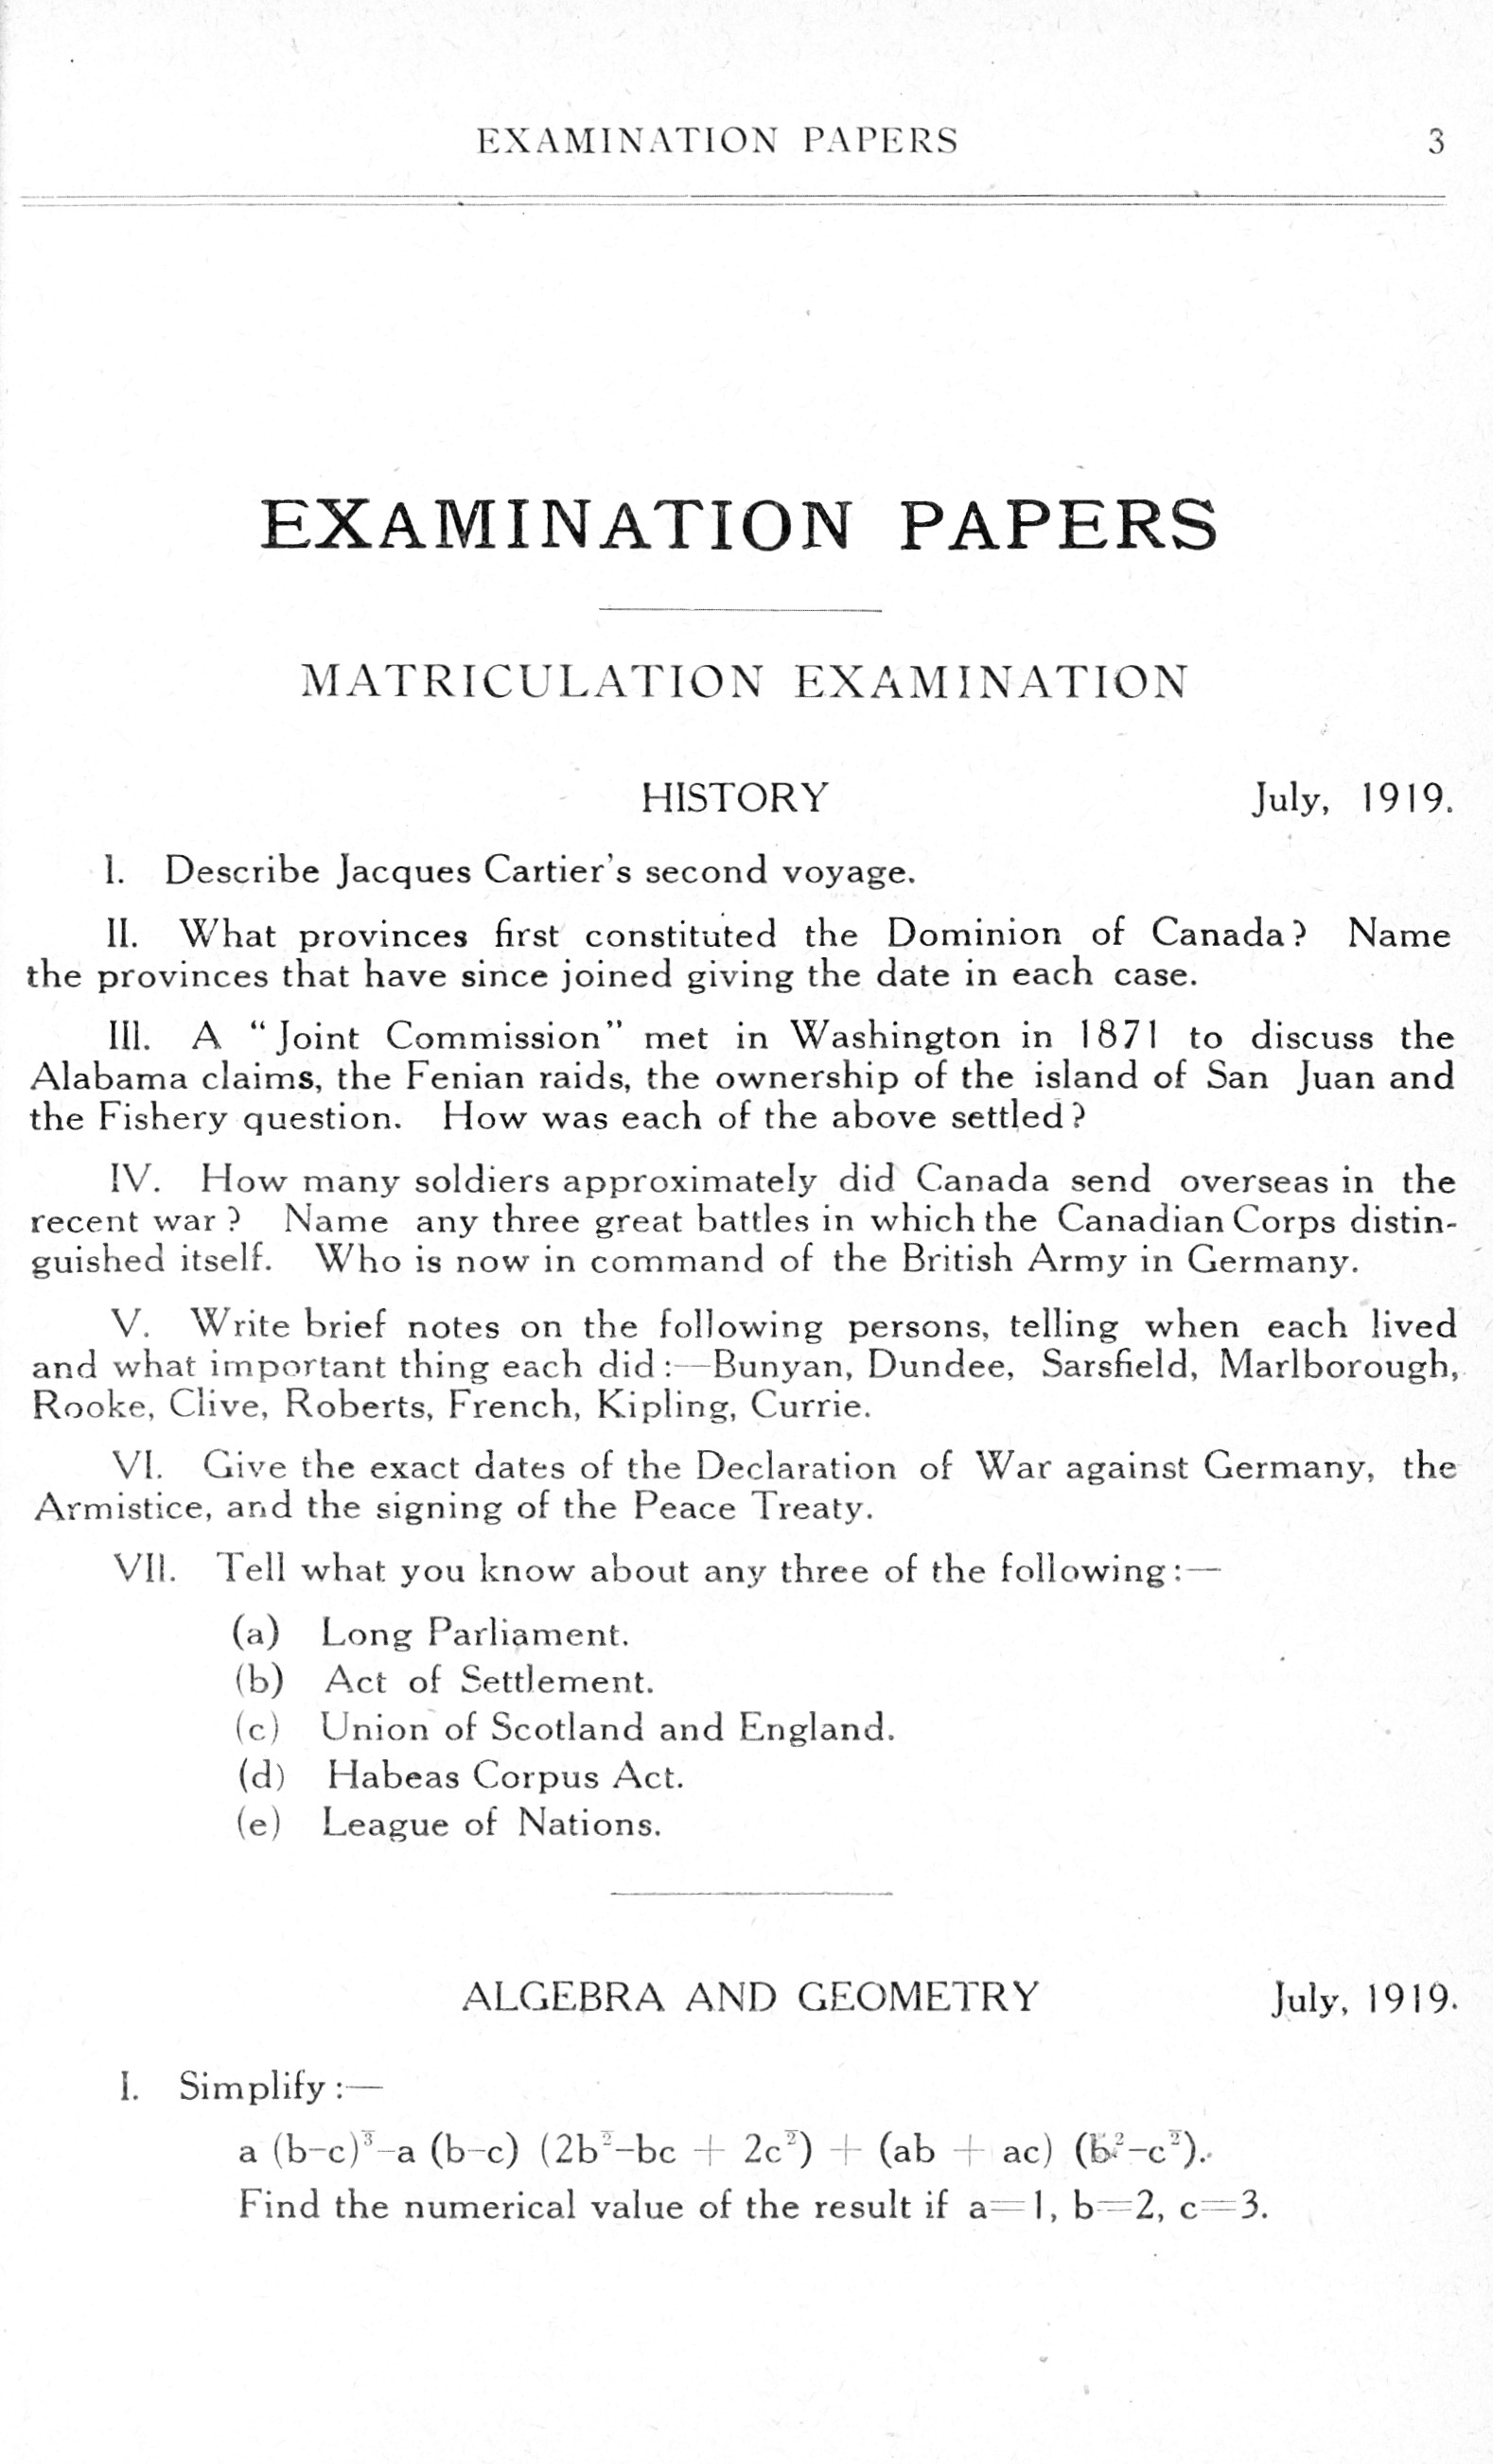 EXAMINATION PAPERS 3
EXAMINATION PAPERS
MATRICULATION EXAMINATION
HISTORY July, 1919.
I. Describe Jacques Cartier's second voyage.
II. What provinces first constituted the Dominion of Canada? Name
the provinces that have since joined giving the date in each case.
III. A “Joint Commission” met in Washington in 1871 to discuss the
Alabama claims, the Fenian raids, the ownership of the island of San Juan and
the Fishery question. How was each of the above settled?
IV. How many soldiers approximately did Canada send overseas in the
recent war? Name any three great battles in which the Canadian Corps distin-
guished itself. Who is now in command of the British Army in Germany.
V. Write brief notes on the following persons, telling when each lived
and what important thing each did:—Bunyan, Dundee, Sarsfield, Marlborough,
Rooke, Clive, Roberts, French, Kipling, Currie.
VI. Give the exact dates of the Declaration of War against Germany, the
Armistice, and the signing of the Peace Treaty.
VII. Tell what you know about any three of the following:—
(a) Long Parliament.
(b) Act of Settlement.
(c) Union of Scotland and England.
(d) Habeas Corpus Act.
(e) League of Nations.
ALGEBRA AND GEOMETRY July, 1919.
I. Simplify:—
a (b–c)³–a (b–c) (2b²–bc + 2c²) + (ab + ac) (b²–c²).
Find the numerical value of the result if a=1, b=2, c=3.